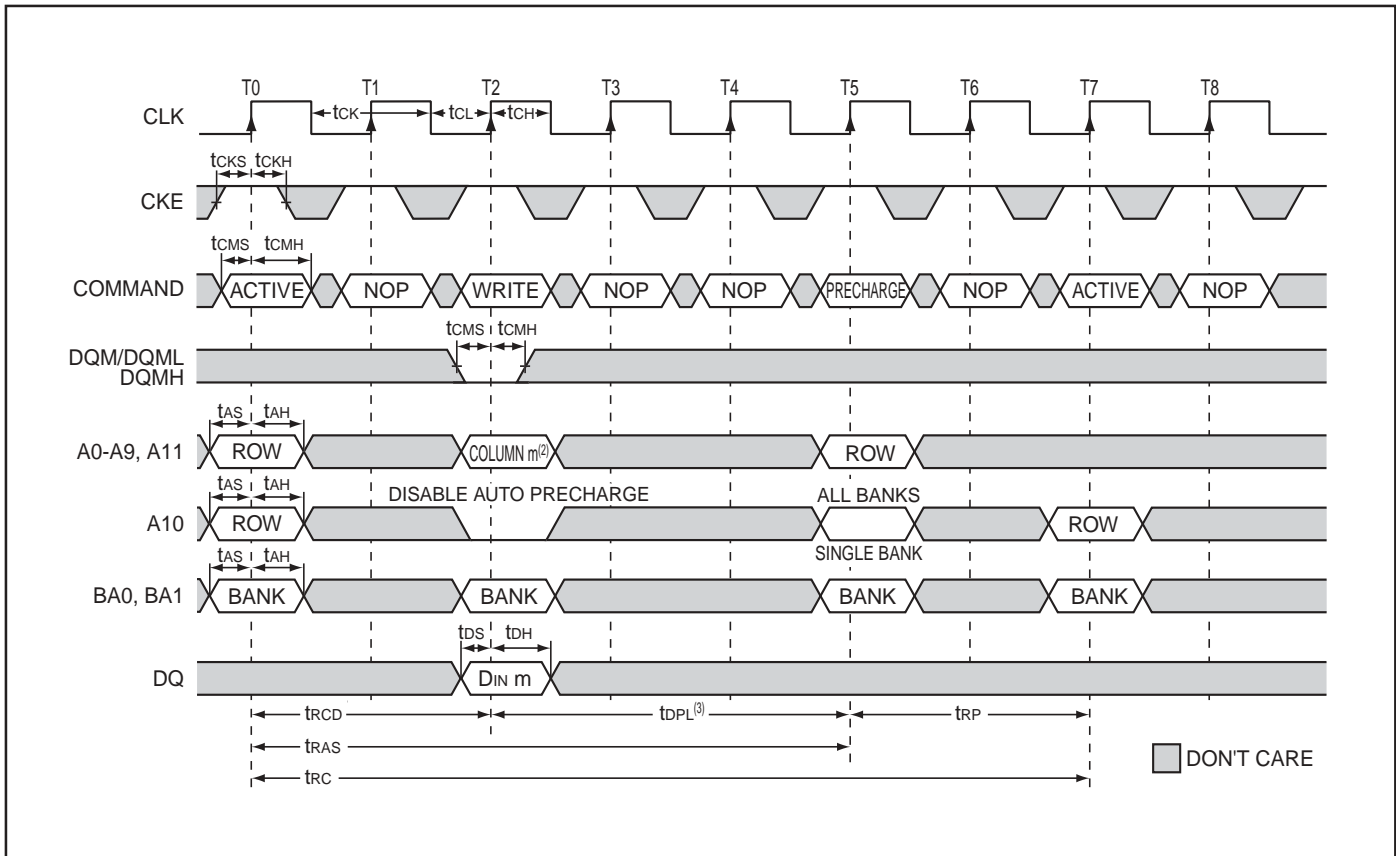 T0 T1 T2 T3 T4 T5 T6 T7 T8
CLK tCK tCL tCH
tCKS tCKH
CKE
tCMS tCMH
COMMAND ACTIVE NOP WRITE NOP NOP PRECHARGE NOP ACTIVE NOP
tCMS tCMH
DQM/DQML
DQMH
tAS tAH
A0-A9, A11 ROW COLUMN m(2) ROW
tAS tAH DISABLE AUTO PRECHARGE ALL BANKS
A10 ROW ROW
tAS tAH SINGLE BANK
BA0, BA1 BANK BANK BANK BANK
tDS tDH
DQ DIN m
tRCD tDPL(3) tRP
tRAS
tRC
DON'T CARE